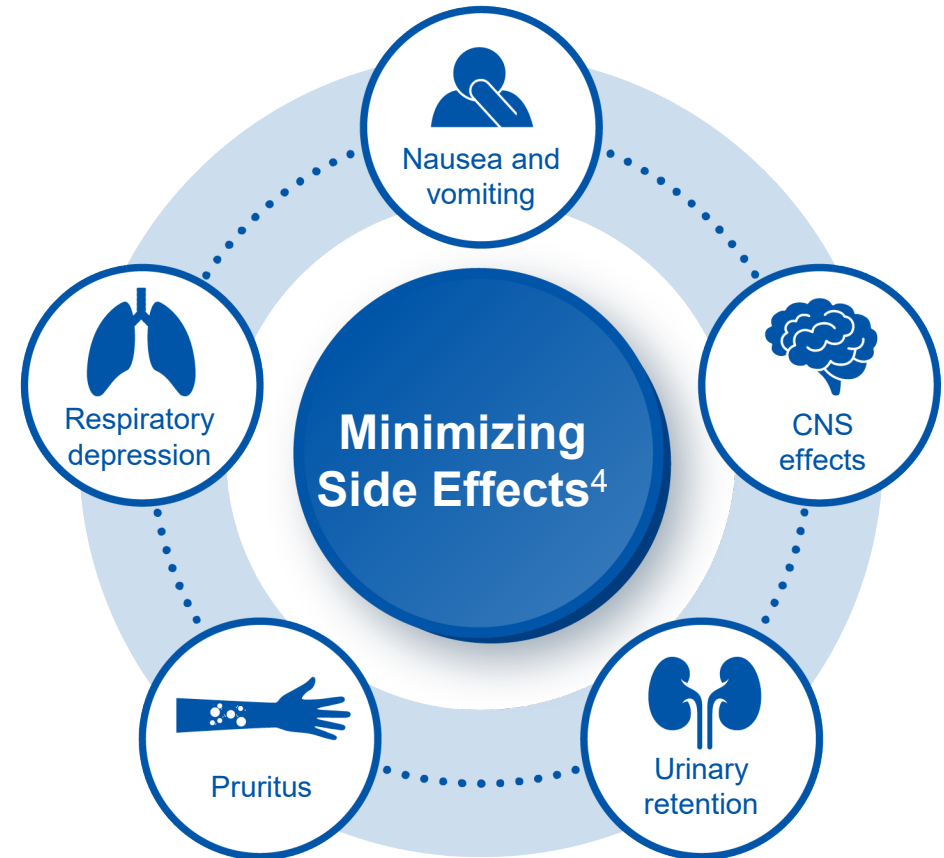 Nausea and
vomiting
Respiratory
depression
CNS
effects
Minimizing
Side Effects⁴
Pruritus
Urinary
retention